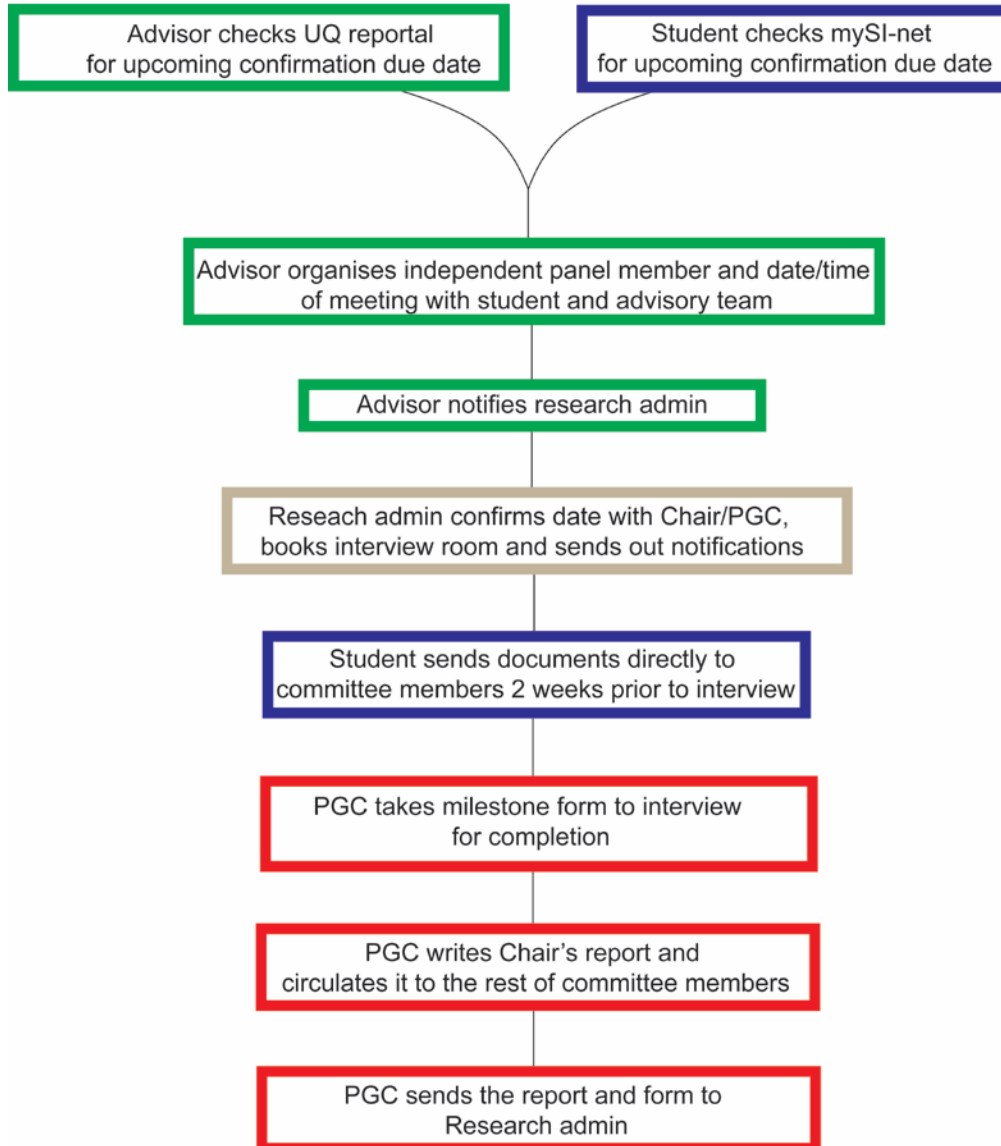 Advisor checks UQ reportal
for upcoming confirmation due date
Student checks mySI-net
for upcoming confirmation due date
Advisor organises independent panel member and date/time
of meeting with student and advisory team
Advisor notifies research admin
Reseach admin confirms date with Chair/PGC,
books interview room and sends out notifications
Student sends documents directly to
committee members 2 weeks prior to interview
PGC takes milestone form to interview
for completion
PGC writes Chair’s report and
circulates it to the rest of committee members
PGC sends the report and form to
Research admin